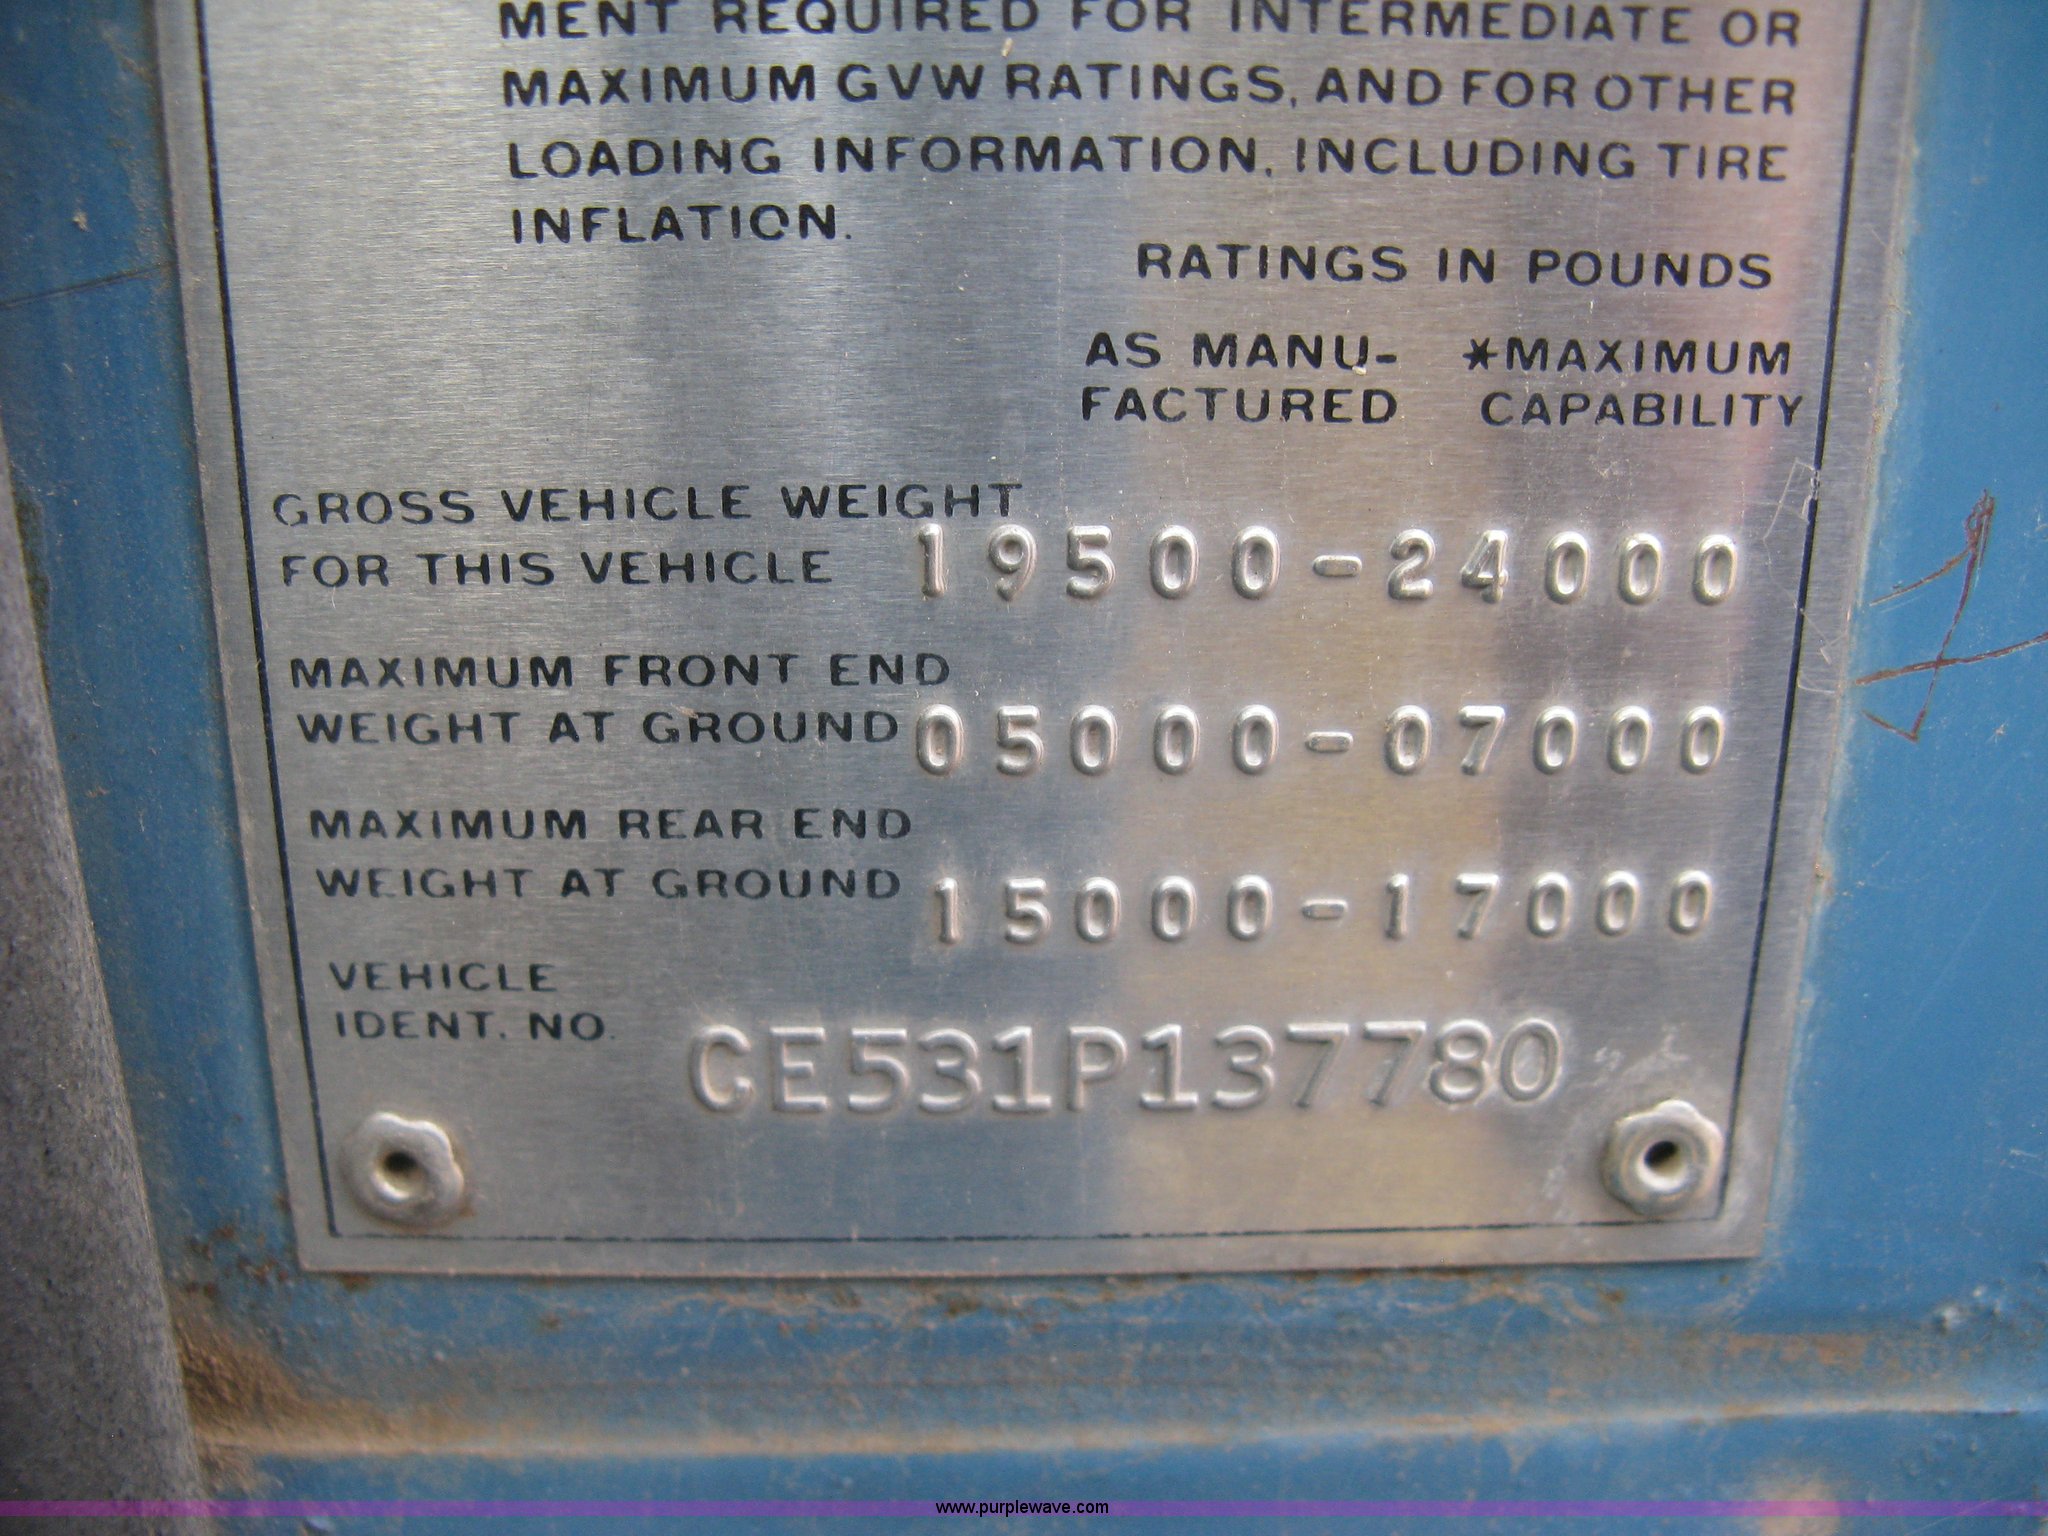 MENT REQUIRED FOR INTERMEDIATE OR
MAXIMUM GVW RATINGS, AND FOR OTHER
LOADING INFORMATION, INCLUDING TIRE
INFLATION.
RATINGS IN POUNDS
AS MANU- *MAXIMUM
FACTURED CAPABILITY
GROSS VEHICLE WEIGHT
FOR THIS VEHICLE 19500-24000
MAXIMUM FRONT END
WEIGHT AT GROUND 05000-07000
MAXIMUM REAR END
WEIGHT AT GROUND 15000-17000
VEHICLE
IDENT. NO. CE531P137780
www.purplewave.com